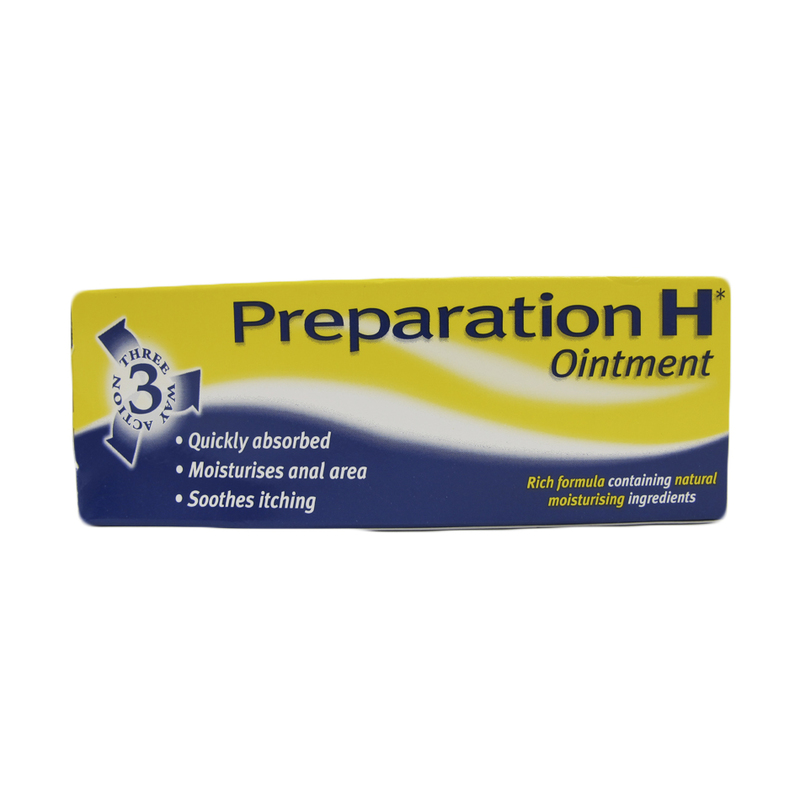 Preparation H*
Ointment
THREE WAY ACTION
3
• Quickly absorbed
• Moisturises anal area
• Soothes itching
Rich formula containing natural
moisturising ingredients